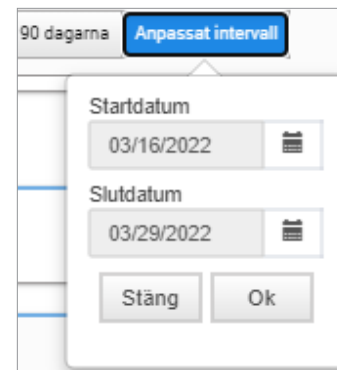 90 dagarna Anpassat intervall
Startdatum
03/16/2022
Slutdatum
03/29/2022
Stäng Ok